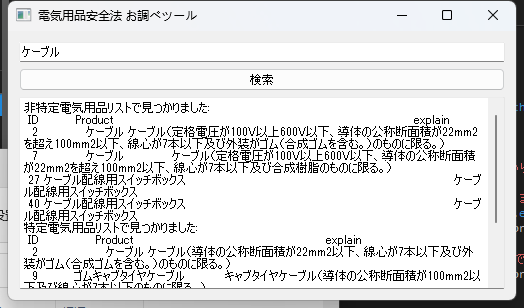 電気用品安全法 お調べツール
ケーブル
検索
非特定電気用品リストで見つかりました:
ID Product explain
2 ケーブル ケーブル(定格電圧が100V以上600V以下、導体の公称断面積が22mm2
を超え100mm2以下、線心が7本以下及び外装がゴム(合成ゴムを含む。)のものに限る。)
7 ケーブル ケーブル(定格電圧が100V以上600V以下、導体の公称断面積
が22mm2を超え100mm2以下、線心が7本以下及び合成樹脂のものに限る。)
27 ケーブル配線用スイッチボックス ケーブ
ル配線用スイッチボックス
40 ケーブル配線用スイッチボックス ケーブ
ル配線用スイッチボックス
特定電気用品リストで見つかりました:
ID Product explain
2 ケーブル ケーブル(導体の公称断面積が22mm2以下、線心が7本以下及び外
装がゴム(合成ゴムを含む。)のものに限る。)
9 ゴムキャブタイヤケーブル キャブタイヤケーブル(導体の公称断面積が100mm2以
下及び線心が7本以下のものに限る。)